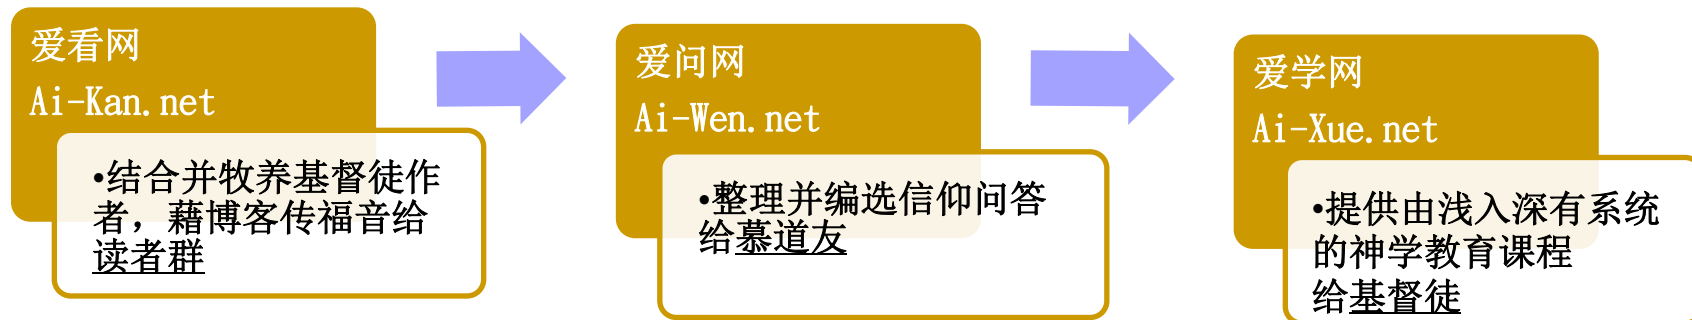 爱看网
Ai-Kan.net
•结合并牧养基督徒作
者，藉博客传福音给
读者群
爱问网
Ai-Wen.net
•整理并编选信仰问答
给慕道友
爱学网
Ai-Xue.net
•提供由浅入深有系统
的神学教育课程
给基督徒